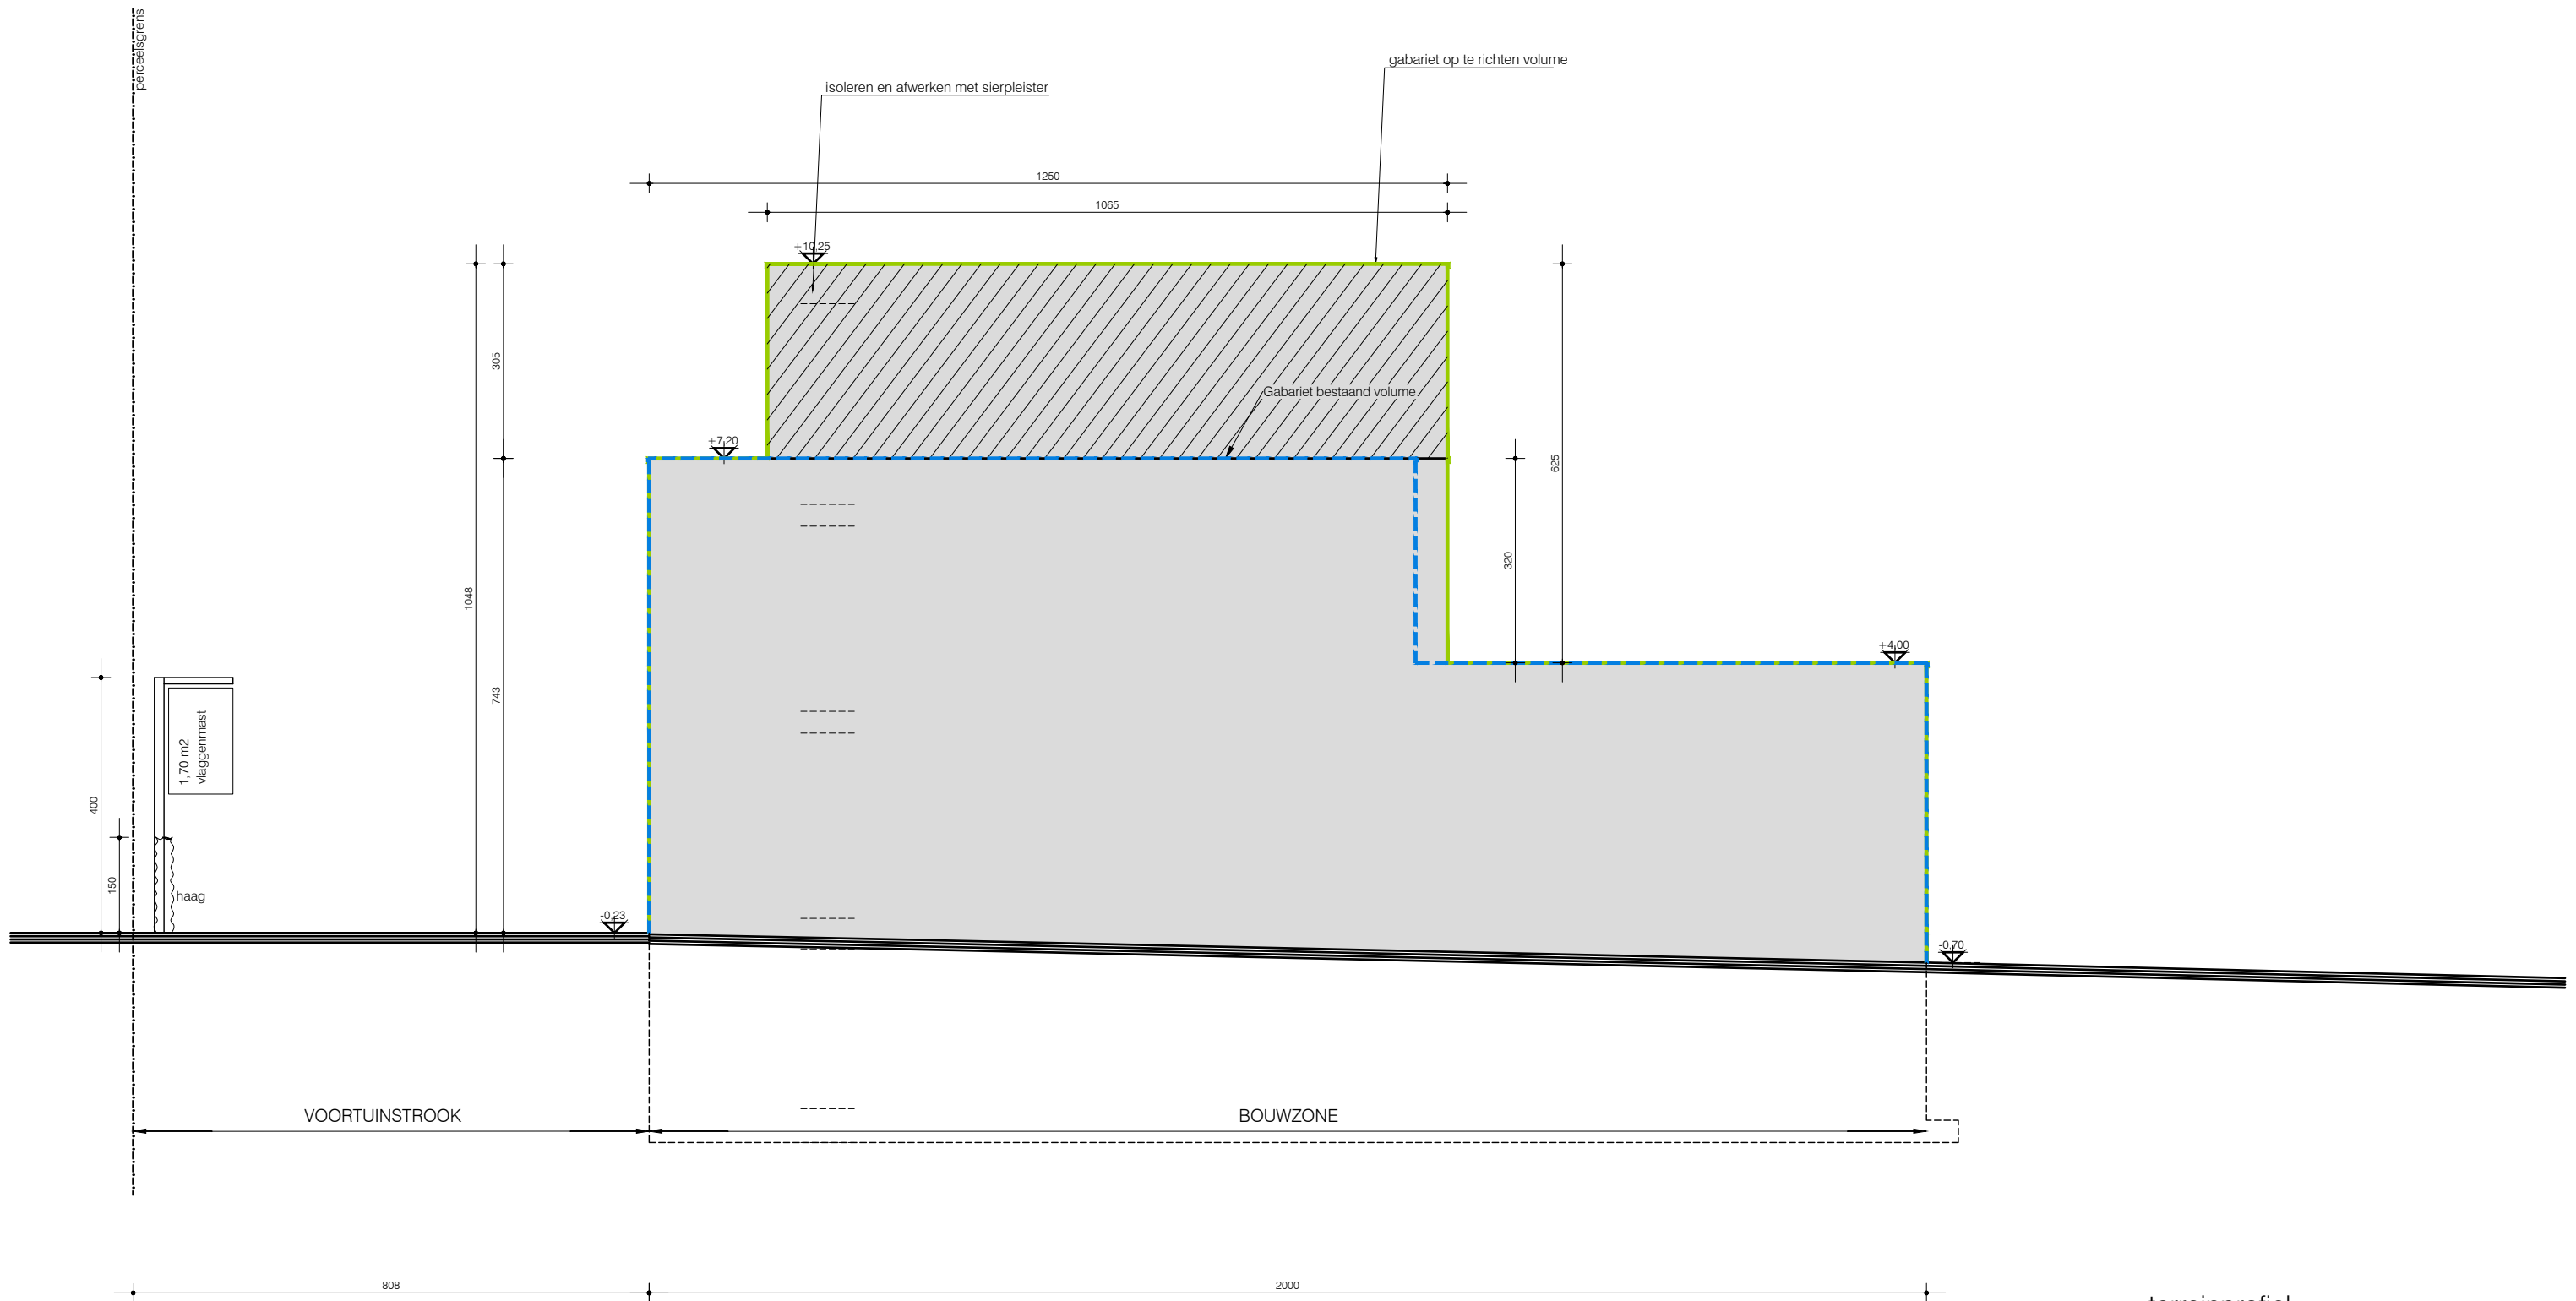 perceelsgrens
gabariet op te richten volume
isoleren en afwerken met sierpleister
1250
1065
+10,25
305
Gabariet bestaand volume
+7,20
625
320
1048
+4,00
743
1,70 m2
vlaggenmast
400
150
haag
-0,23
-0,70
VOORTUINSTROOK
BOUWZONE
808
2000
terreinprofiel